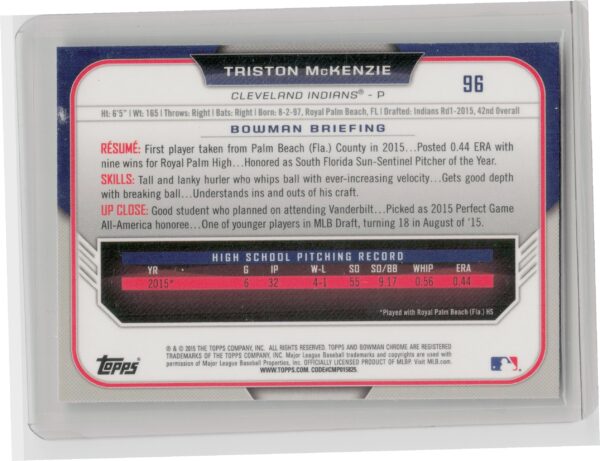 TRISTON McKENZIE
96
CLEVELAND INDIANS® - P
Ht: 6'5" | Wt: 165 | Throws: Right | Bats: Right | Born: 8-2-97, Royal Palm Beach, FL | Drafted: Indians Rd1-2015, 42nd Overall
BOWMAN BRIEFING
RÉSUMÉ: First player taken from Palm Beach (Fla.) County in 2015...Posted 0.44 ERA with
nine wins for Royal Palm High...Honored as South Florida Sun-Sentinel Pitcher of the Year.
SKILLS: Tall and lanky hurler who whips ball with ever-increasing velocity...Gets good depth
with breaking ball...Understands ins and outs of his craft.
UP CLOSE: Good student who planned on attending Vanderbilt...Picked as 2015 Perfect Game
All-America honoree...One of younger players in MLB Draft, turning 18 in August of '15.
HIGH SCHOOL PITCHING RECORD
YR G IP W-L SO SO/BB WHIP ERA
2015* 6 32 4-1 55 9.17 0.56 0.44
*Played with Royal Palm Beach (Fla.) HS
® & © 2015 THE TOPPS COMPANY, INC. ALL RIGHTS RESERVED. TOPPS AND BOWMAN CHROME ARE REGISTERED
TRADEMARKS OF THE TOPPS COMPANY, INC. Major League Baseball trademarks and copyrights are used with
permission of Major League Baseball Properties, Inc. OFFICIALLY LICENSED PRODUCT OF MLBP. Visit MLB.com.
WWW.TOPPS.COM. CODE#CMP015825.
Topps